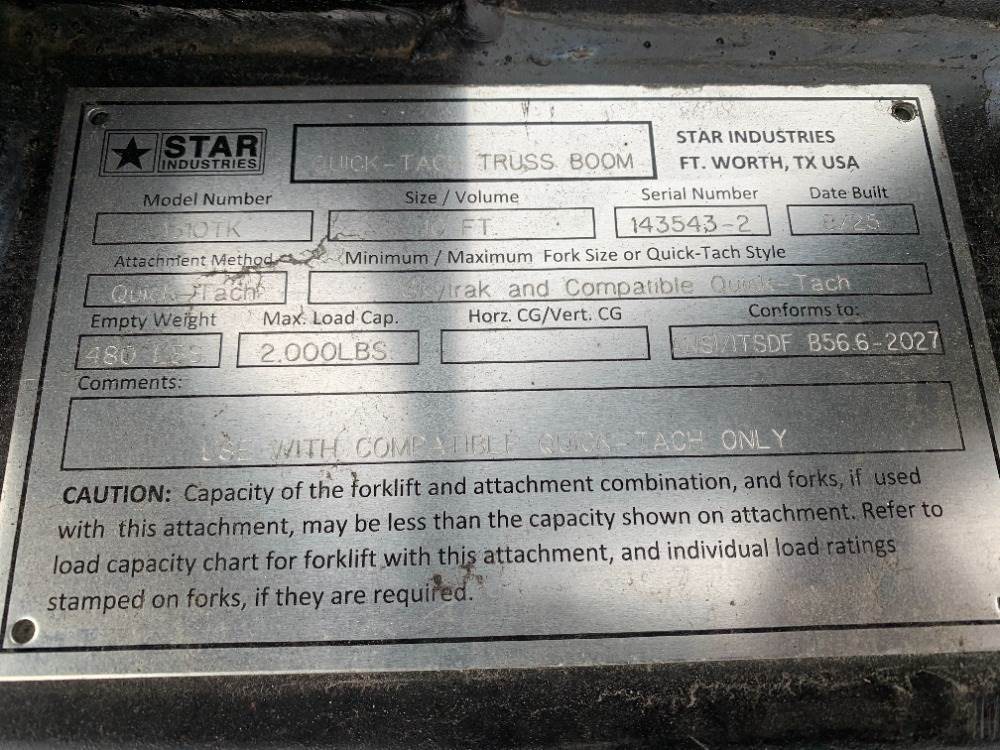 STAR INDUSTRIES
QUICK-TACH TRUSS BOOM
STAR INDUSTRIES
FT. WORTH, TX USA
Model Number
Size / Volume
Serial Number
Date Built
FT.
143543-2
Attachment Method
Minimum / Maximum Fork Size or Quick-Tach Style
Quick-Tach
Skytrak and Compatible Quick-Tach
Empty Weight
Max. Load Cap.
Horz. CG/Vert. CG
Conforms to:
480 LBS
2,000LBS
ANSI/ITSDF B56.6-2027
Comments:
USE WITH COMPATIBLE QUICK-TACH ONLY
CAUTION: Capacity of the forklift and attachment combination, and forks, if used
with this attachment, may be less than the capacity shown on attachment. Refer to
load capacity chart for forklift with this attachment, and individual load ratings
stamped on forks, if they are required.